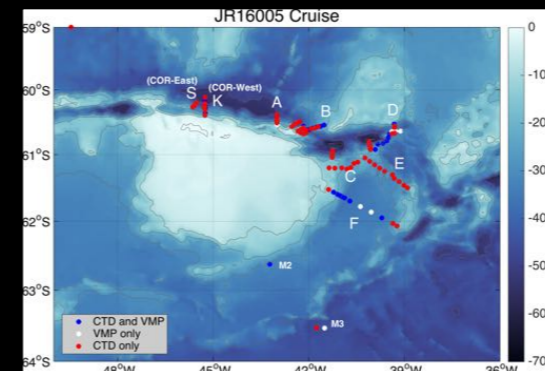 JR16005 Cruise
59°S
60°S
61°S
62°S
63°S
64°S
(COR-East)
(COR-West)
S
K
A
B
D
C
E
F
M2
M3
CTD and VMP
VMP only
CTD only
48°W
45°W
42°W
39°W
36°W
0
-10
-20
-30
-40
-50
-60
-70